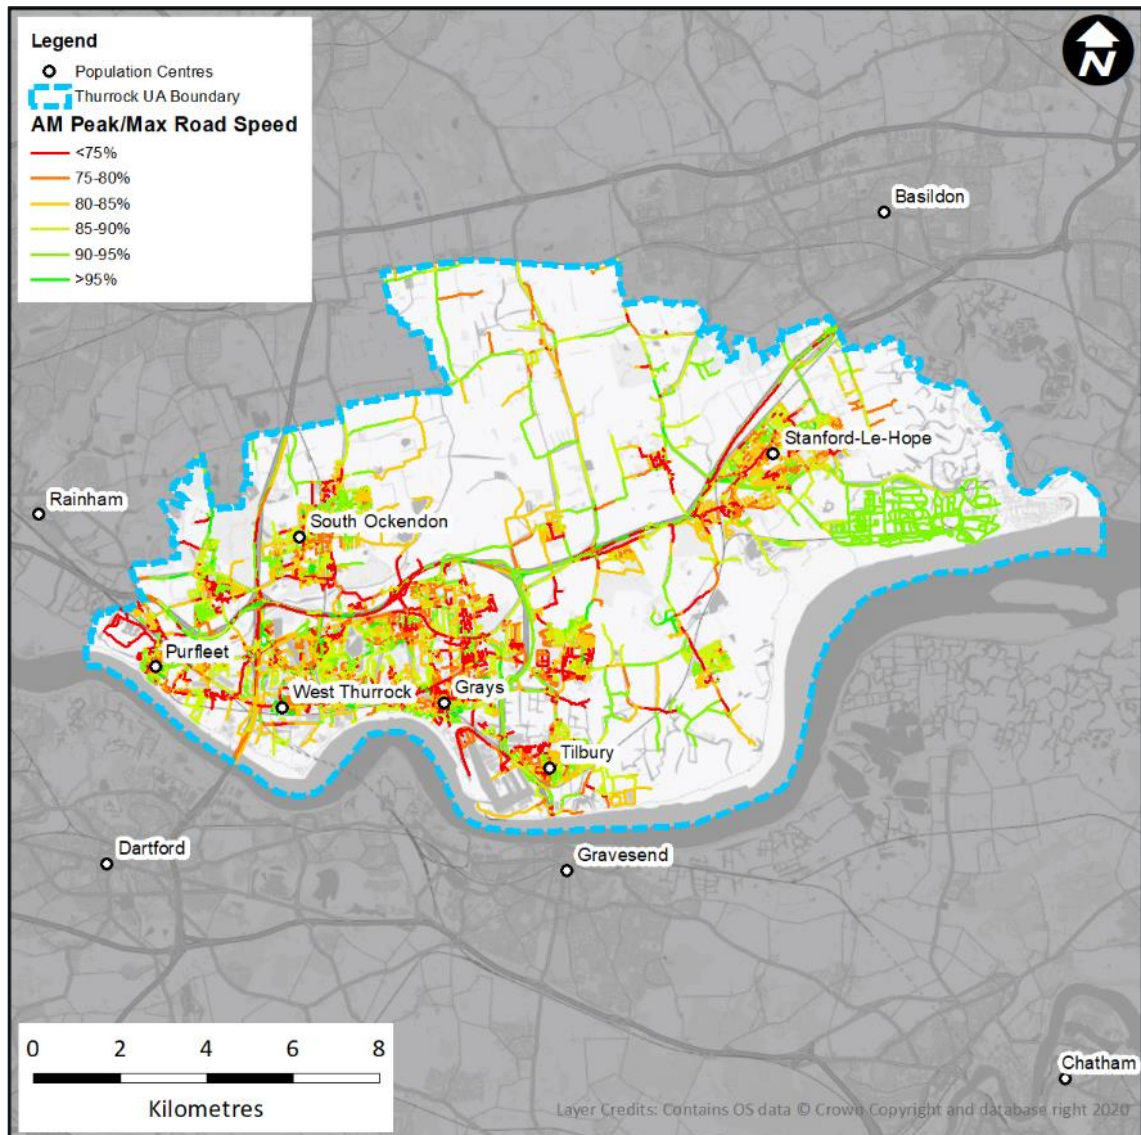 Legend
Population Centres
Thurrock UA Boundary
AM Peak/Max Road Speed
<75%
75-80%
80-85%
85-90%
90-95%
>95%
N
Basildon
Stanford-Le-Hope
Rainham
South Ockendon
Purfleet
West Thurrock
Grays
Tilbury
Dartford
Gravesend
Chatham
0 2 4 6 8
Kilometres
Layer Credits: Contains OS data © Crown Copyright and database right 2020